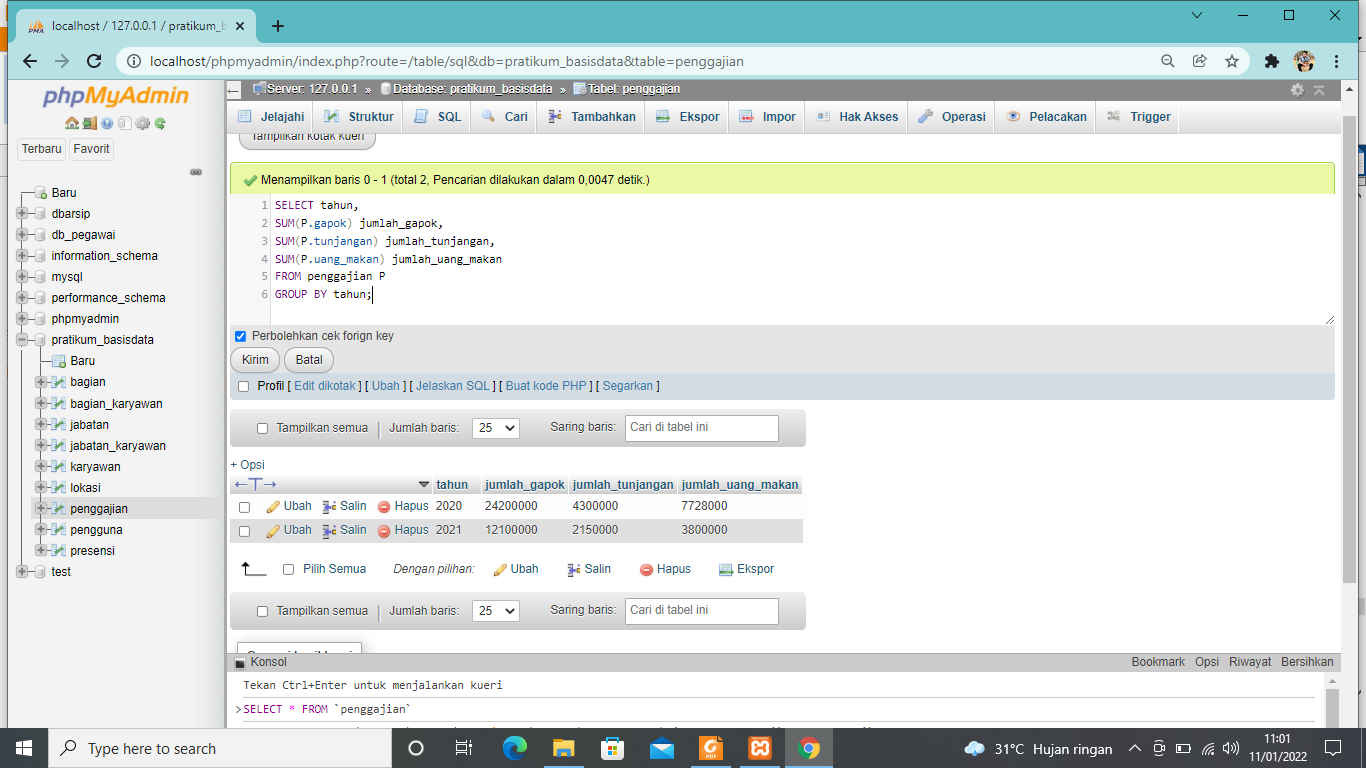 localhost / 127.0.0.1 / pratikum_b
localhost/phpmyadmin/index.php?route=/table/sql&db=pratikum_basisdata&table=penggajian
phpMyAdmin
Terbaru Favorit
Baru
dbarsip
db_pegawai
information_schema
mysql
performance_schema
phpmyadmin
pratikum_basisdata
Baru
bagian
bagian_karyawan
jabatan
jabatan_karyawan
karyawan
lokasi
penggajian
pengguna
presensi
test
Server: 127.0.0.1 » Database: pratikum_basisdata » Tabel: penggajian
Jelajahi Struktur SQL Cari Tambahkan Ekspor Impor Hak Akses Operasi Pelacakan Trigger
Tampilkan kotak kueri
Menampilkan baris 0 - 1 (total 2, Pencarian dilakukan dalam 0,0047 detik.)
1 SELECT tahun,
2 SUM(P.gapok) jumlah_gapok,
3 SUM(P.tunjangan) jumlah_tunjangan,
4 SUM(P.uang_makan) jumlah_uang_makan
5 FROM penggajian P
6 GROUP BY tahun;
Perbolehkan cek forign key
Kirim Batal
Profil [ Edit dikotak ] [ Ubah ] [ Jelaskan SQL ] [ Buat kode PHP ] [ Segarkan ]
Tampilkan semua | Jumlah baris: 25 Saring baris: Cari di tabel ini
+ Opsi
←T→ tahun jumlah_gapok jumlah_tunjangan jumlah_uang_makan
Ubah Salin Hapus 2020 24200000 4300000 7728000
Ubah Salin Hapus 2021 12100000 2150000 3800000
Pilih Semua Dengan pilihan: Ubah Salin Hapus Ekspor
Tampilkan semua | Jumlah baris: 25 Saring baris: Cari di tabel ini
Konsol Bookmark Opsi Riwayat Bersihkan
Tekan Ctrl+Enter untuk menjalankan kueri
>SELECT * FROM `penggajian`
Type here to search
31°C Hujan ringan
11:01
11/01/2022